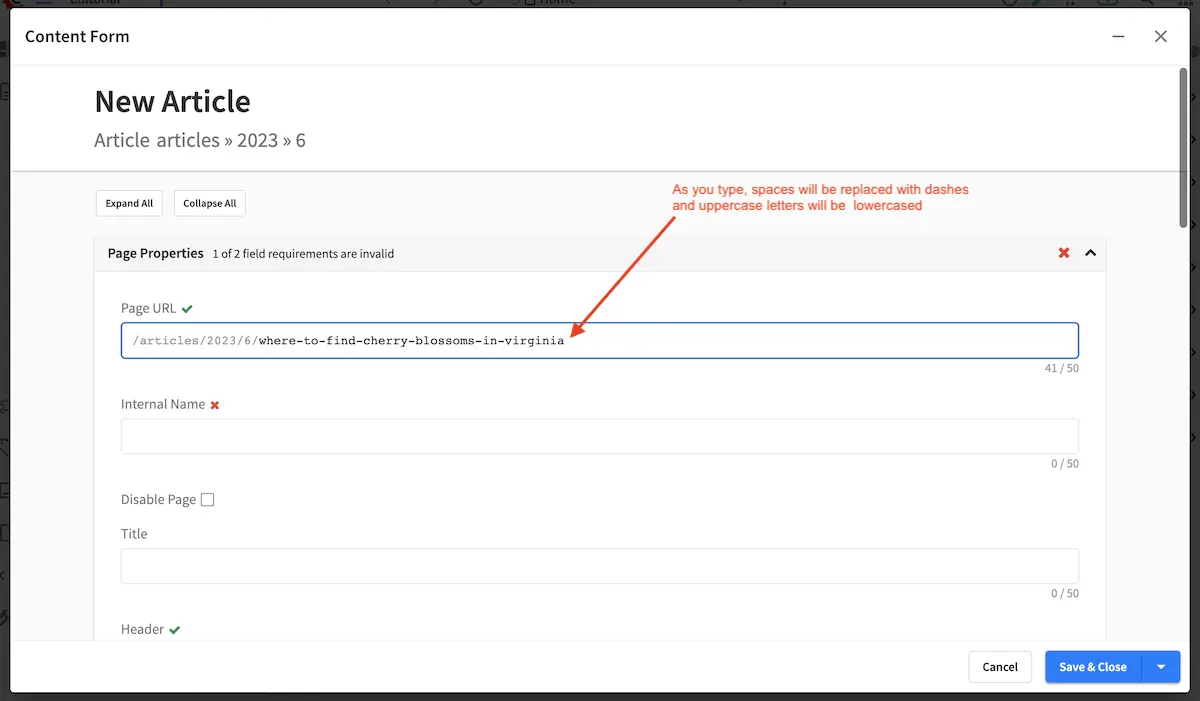 Home
Content Form
New Article
Article articles » 2023 » 6
Expand All
Collapse All
As you type, spaces will be replaced with dashes
and uppercase letters will be  lowercased
Page Properties 1 of 2 field requirements are invalid
Page URL
/articles/2023/6/where-to-find-cherry-blossoms-in-virginia
41 / 50
Internal Name
0 / 50
Disable Page
Title
0 / 50
Header
Cancel
Save & Close